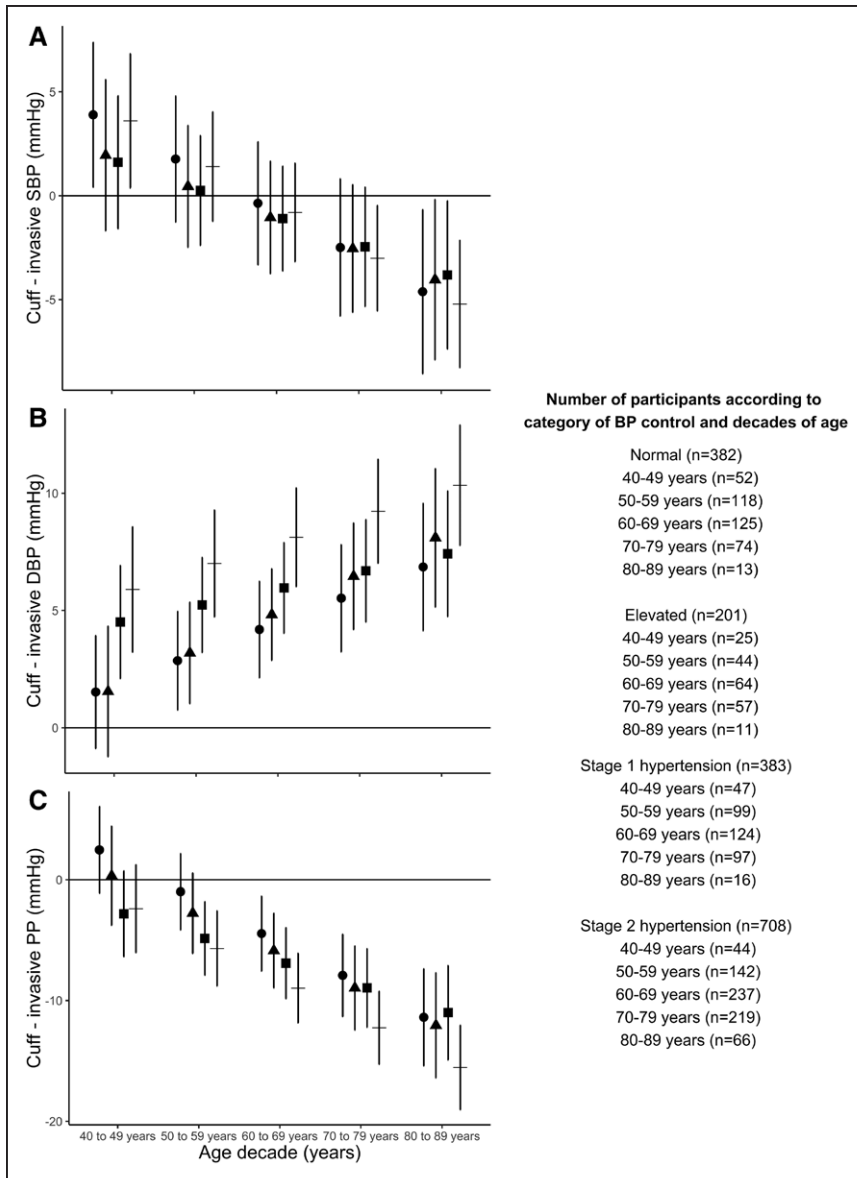 A
Cuff - invasive SBP (mmHg)
5
0
-5
B
Cuff - invasive DBP (mmHg)
10
5
0
C
Cuff - invasive PP (mmHg)
0
-10
-20
40 to 49 years 50 to 59 years 60 to 69 years 70 to 79 years 80 to 89 years
Age decade (years)
Number of participants according to
category of BP control and decades of age
Normal (n=382)
40-49 years (n=52)
50-59 years (n=118)
60-69 years (n=125)
70-79 years (n=74)
80-89 years (n=13)
Elevated (n=201)
40-49 years (n=25)
50-59 years (n=44)
60-69 years (n=64)
70-79 years (n=57)
80-89 years (n=11)
Stage 1 hypertension (n=383)
40-49 years (n=47)
50-59 years (n=99)
60-69 years (n=124)
70-79 years (n=97)
80-89 years (n=16)
Stage 2 hypertension (n=708)
40-49 years (n=44)
50-59 years (n=142)
60-69 years (n=237)
70-79 years (n=219)
80-89 years (n=66)